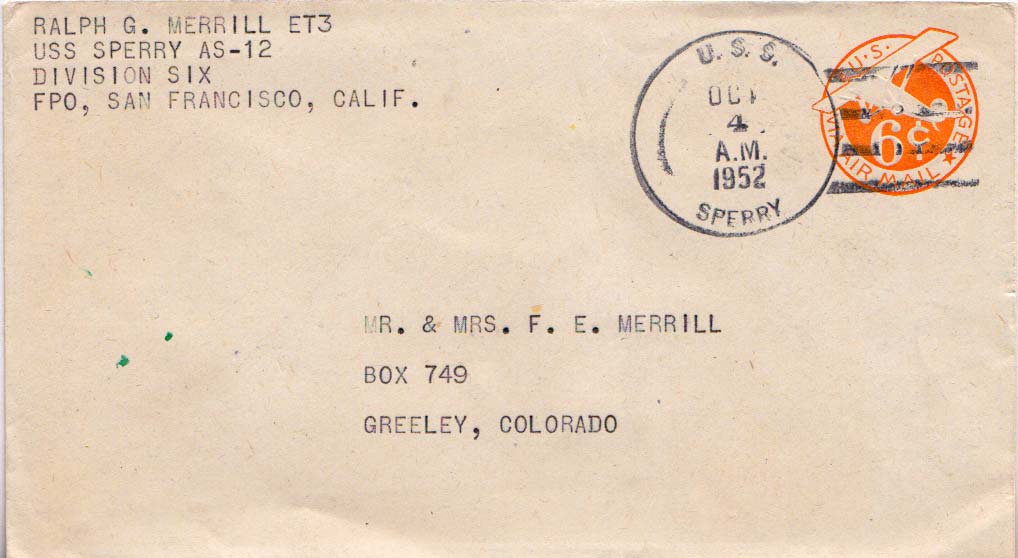 RALPH G. MERRILL ET3
USS SPERRY AS-12
DIVISION SIX
FPO, SAN FRANCISCO, CALIF.
U.S.S.
OCT
4
A.M.
1952
SPERRY
U.S. POSTAGE
6¢
VIA AIR MAIL
MR. & MRS. F. E. MERRILL
BOX 749
GREELEY, COLORADO